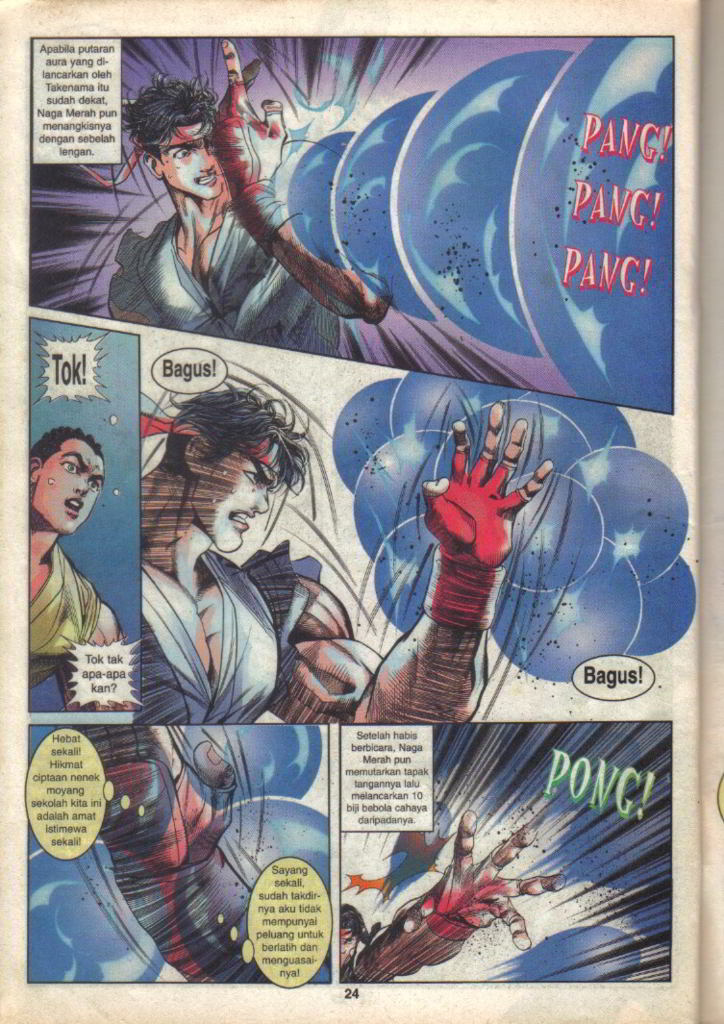 Apabila putaran
aura yang di-
lancarkan oleh
Takenama itu
sudah dekat,
Naga Merah pun
menangkisnya
dengan sebelah
lengan.
PANG!
PANG!
PANG!
Tok!
Bagus!
Tok tak
apa-apa
kan?
Bagus!
Hebat
sekali!
Hikmat
ciptaan nenek
moyang
sekolah kita ini
adalah amat
istimewa
sekali!
Sayang
sekali,
sudah takdir-
nya aku tidak
mempunyai
peluang untuk
berlatih dan
menguasai-
nya!
Setelah habis
berbicara, Naga
Merah pun
memutarkan tapak
tangannya lalu
melancarkan 10
biji bebola cahaya
daripadanya.
PONG!
24